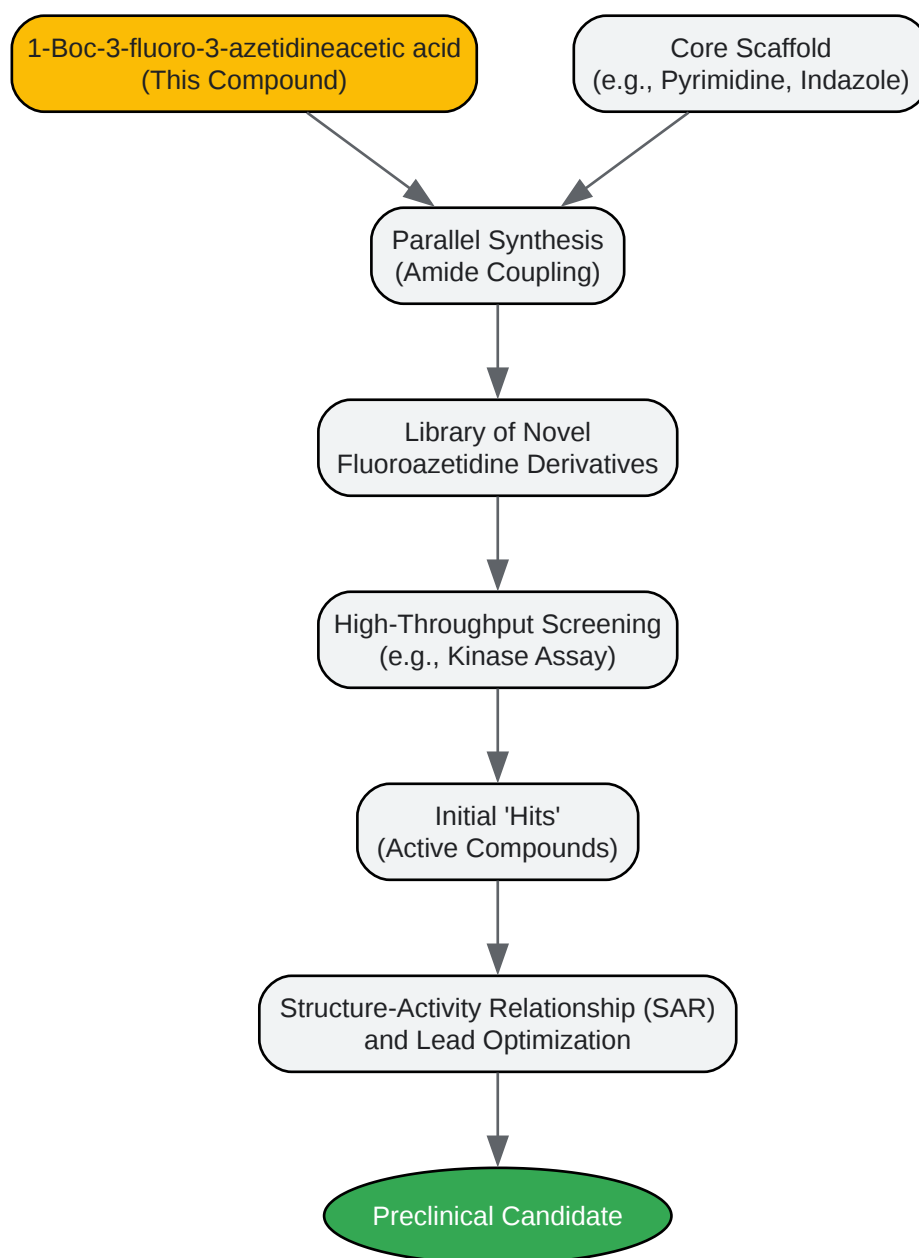 1-Boc-3-fluoro-3-azetidineacetic acid
(This Compound)
Core Scaffold
(e.g., Pyrimidine, Indazole)
Parallel Synthesis
(Amide Coupling)
Library of Novel
Fluoroazetidine Derivatives
High-Throughput Screening
(e.g., Kinase Assay)
Initial 'Hits'
(Active Compounds)
Structure-Activity Relationship (SAR)
and Lead Optimization
Preclinical Candidate